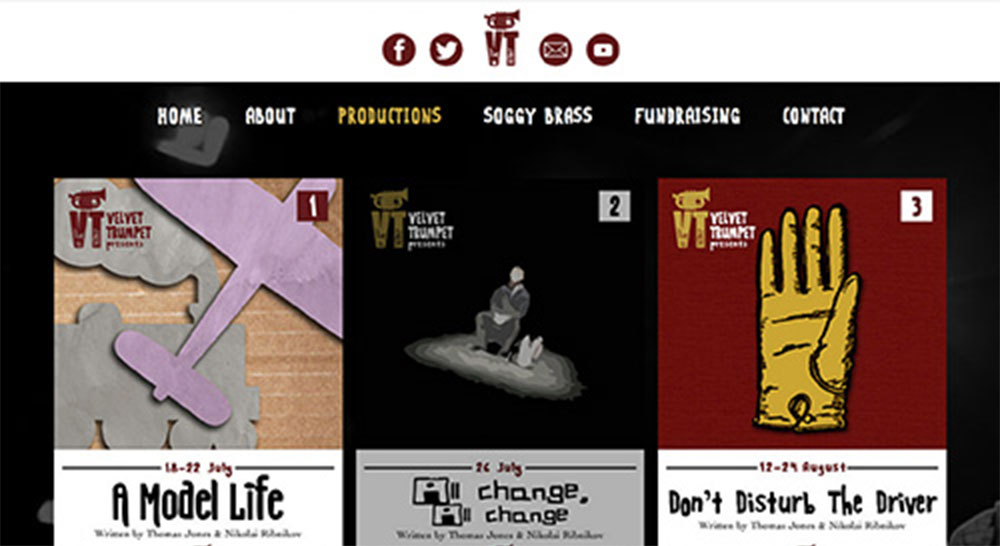 VT
HOME ABOUT PRODUCTIONS SOGGY BRASS FUNDRAISING CONTACT
VT VELVET TRUMPET presents
1
VT VELVET TRUMPET presents
2
VT VELVET TRUMPET presents
3
18-22 July
A Model Life
Written by Thomas Jones & Nikolai Ribnikov
26 July
change,
change
Written by Thomas Jones & Nikolai Ribnikov
12-24 August
Don't Disturb The Driver
Written by Thomas Jones & Nikolai Ribnikov